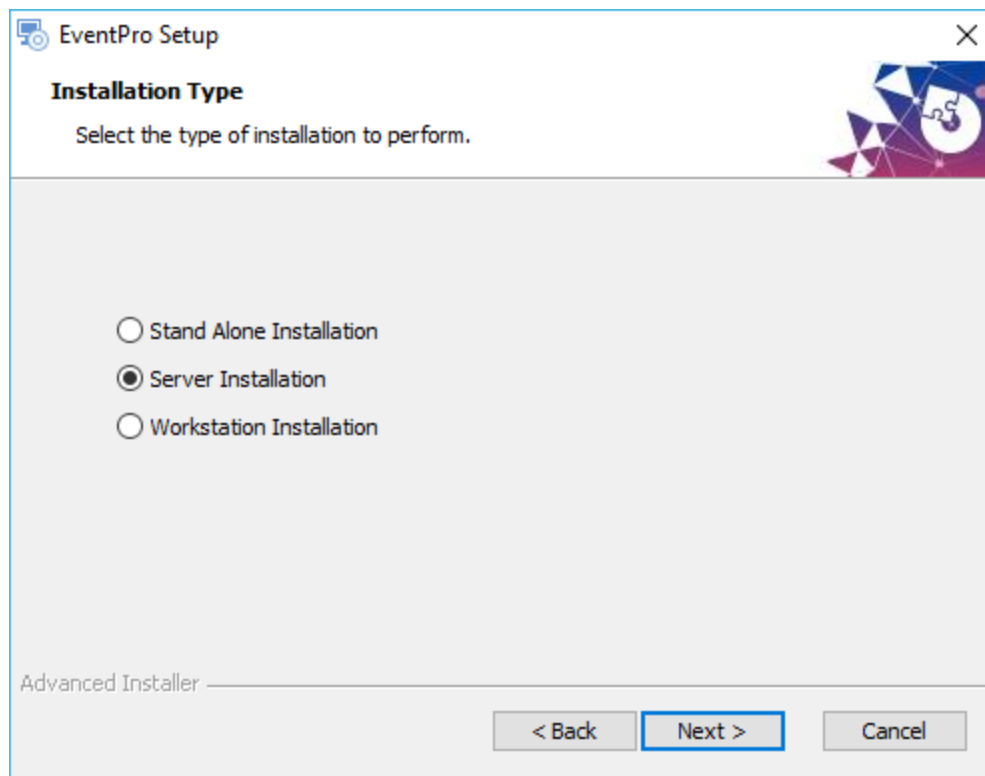 EventPro Setup
Installation Type
Select the type of installation to perform.
Stand Alone Installation
Server Installation
Workstation Installation
Advanced Installer
< Back Next > Cancel